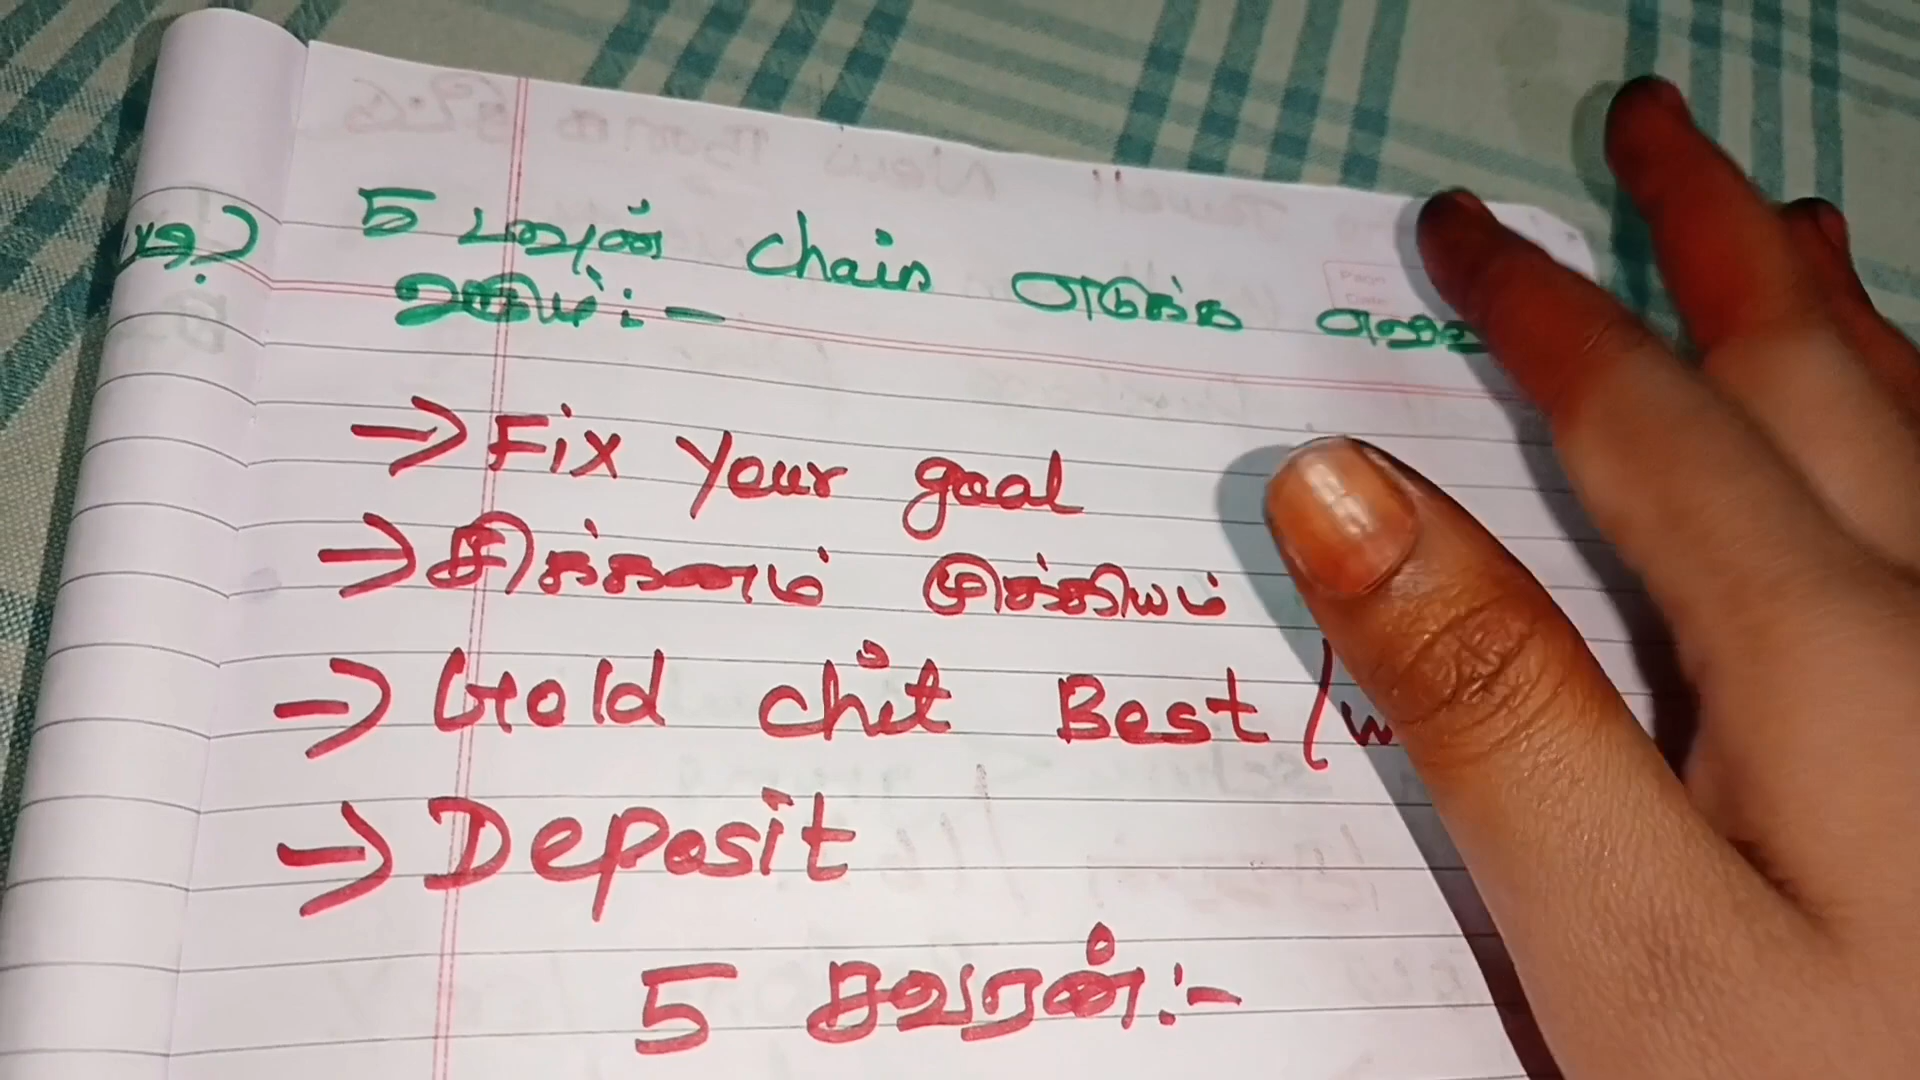 5 பவுன் chain எடுக்க
→ Fix your goal
→ சிக்கனம் முக்கியம்
→ Gold chit Best /
→ Deposit
5 சவரன்:-